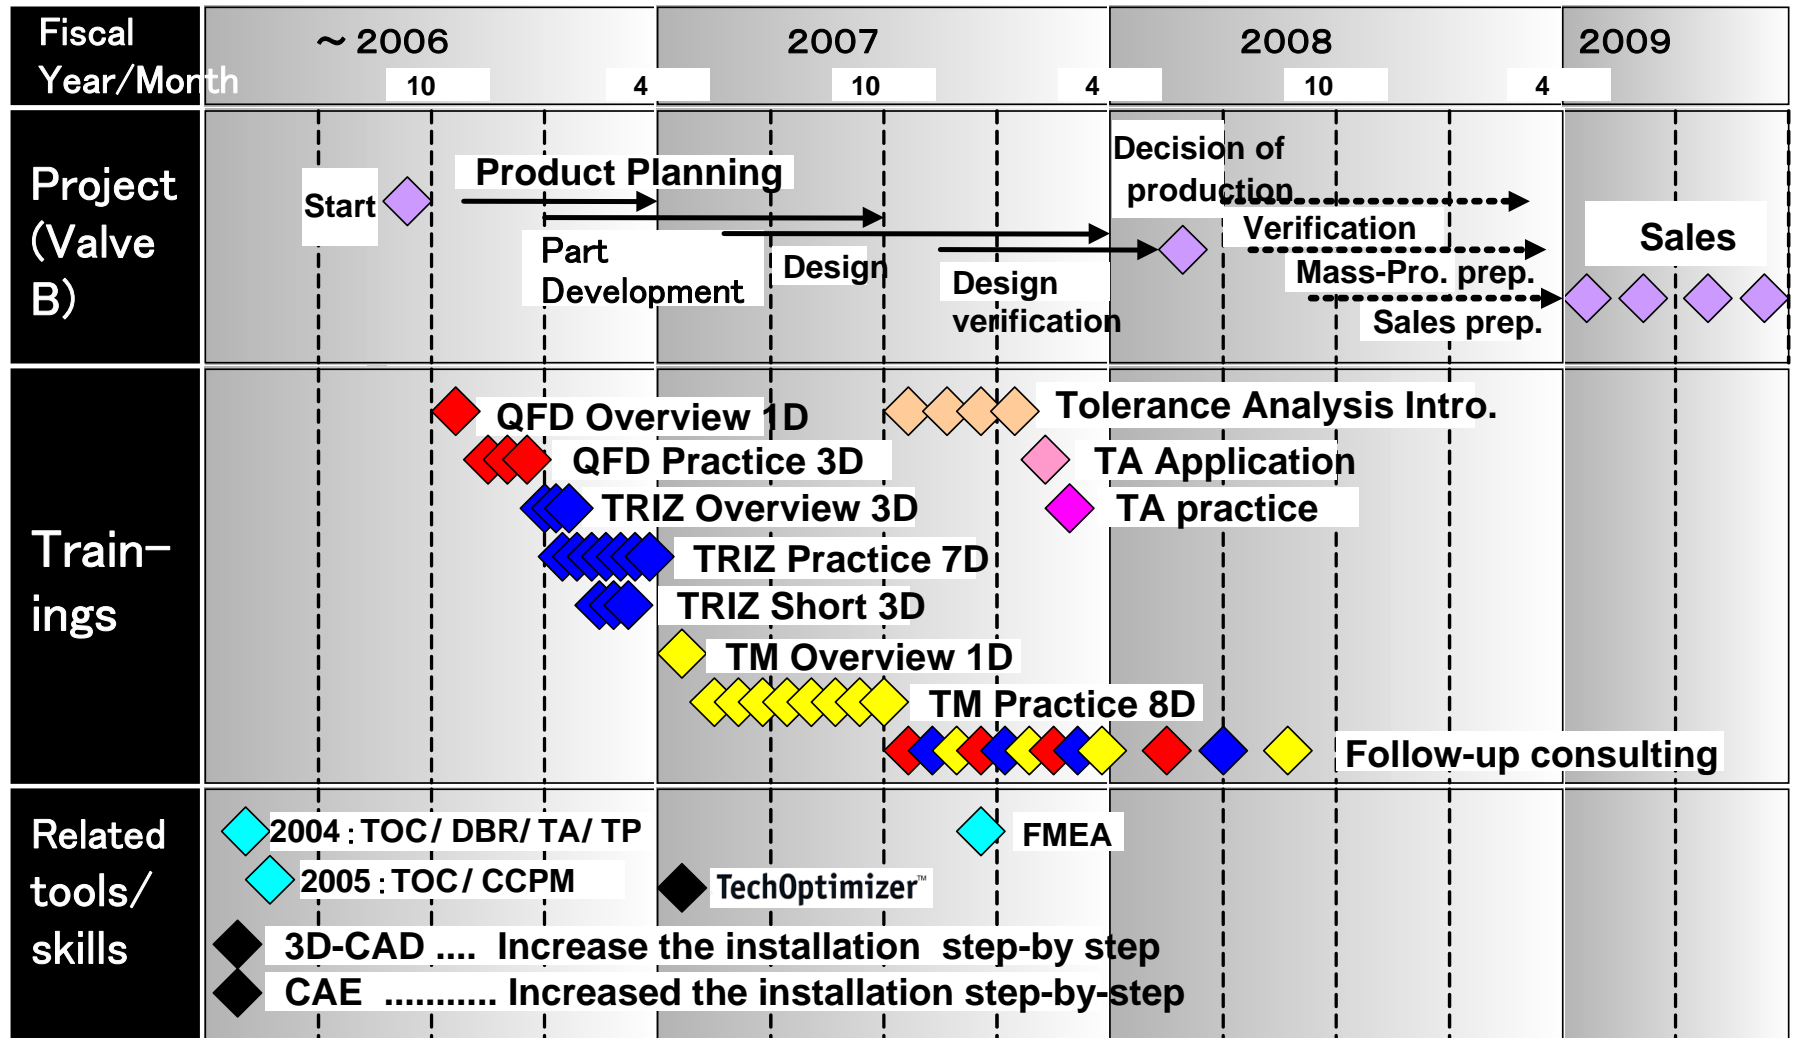 Fiscal
Year/Month
～2006
2007
2008
2009
10
4
10
4
10
4
Project
(Valve
B)
Start
Product Planning
Part
Development
Design
Design
verification
Decision of
production
Verification
Mass-Pro. prep.
Sales prep.
Sales
Train-
ings
QFD Overview 1D
QFD Practice 3D
TRIZ Overview 3D
TRIZ Practice 7D
TRIZ Short 3D
TM Overview 1D
TM Practice 8D
Tolerance Analysis Intro.
TA Application
TA practice
Follow-up consulting
Related
tools/
skills
2004：TOC/ DBR/ TA/ TP
2005：TOC/ CCPM
FMEA
TechOptimizer™
3D-CAD .... Increase the installation step-by step
CAE ........... Increased the installation step-by-step